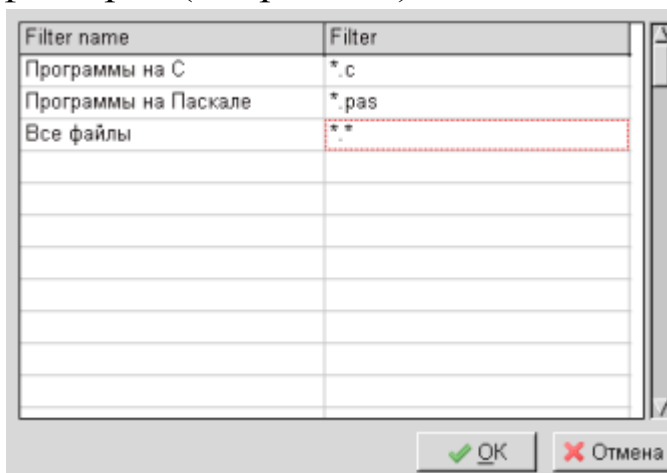 Filter name Filter
Программы на С *.c
Программы на Паскале *.pas
Все файлы *.*
OK Отмена